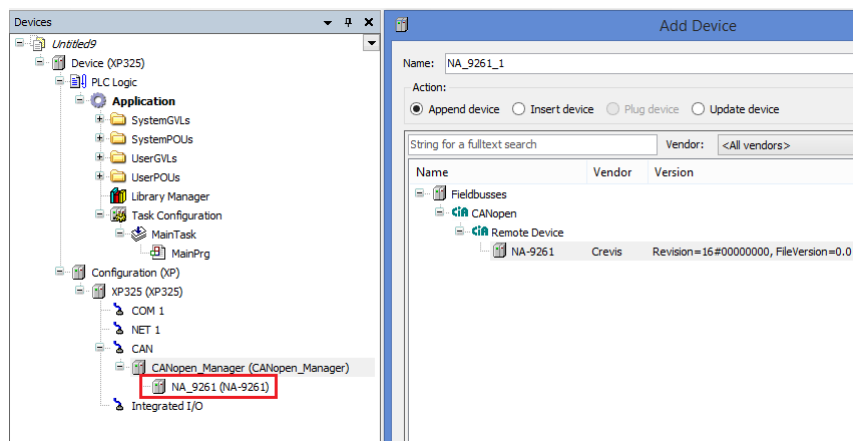 Devices
Untitled9
Device (XP325)
PLC Logic
Application
SystemGVLs
SystemPOUs
UserGVLs
UserPOUs
Library Manager
Task Configuration
MainTask
MainPrg
Configuration (XP)
XP325 (XP325)
COM 1
NET 1
CAN
CANopen_Manager (CANopen_Manager)
NA_9261 (NA-9261)
Integrated I/O
Add Device
Name: NA_9261_1
Action:
Append device Insert device Plug device Update device
String for a fulltext search Vendor: <All vendors>
Name Vendor Version
Fieldbusses
CiA CANopen
CiA Remote Device
NA-9261 Crevis Revision=16#00000000, FileVersion=0.0